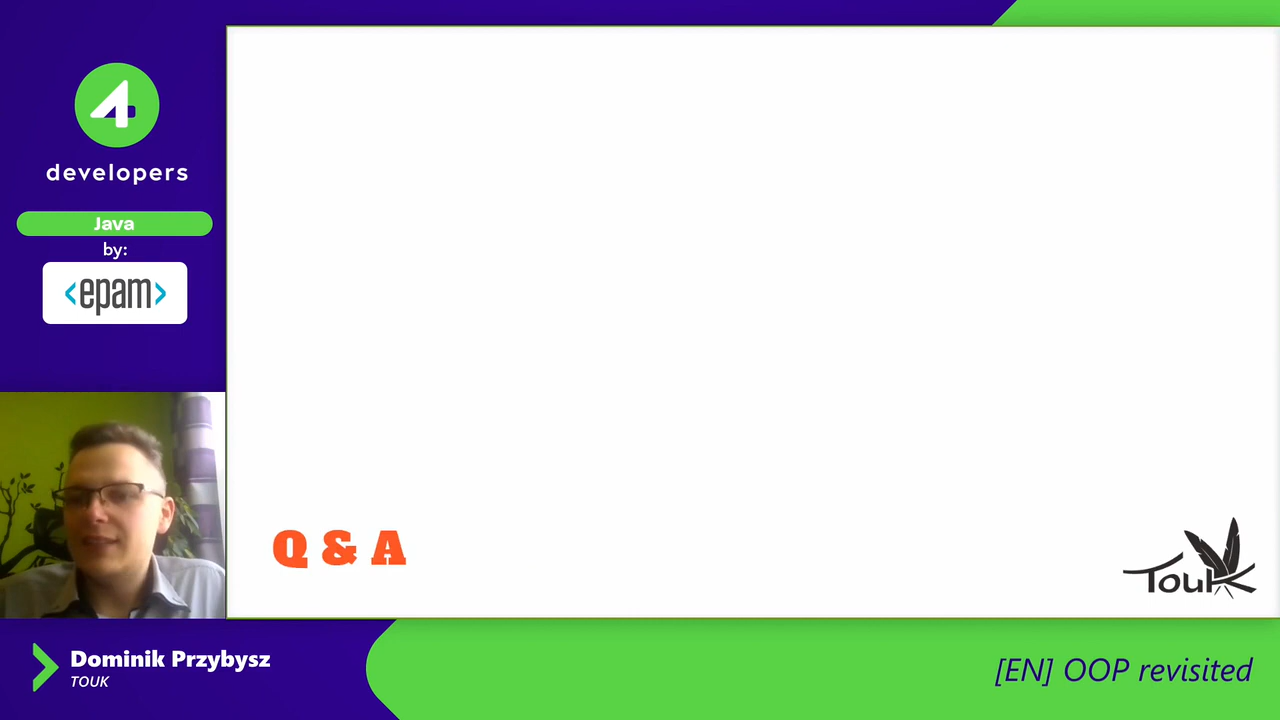 4
developers
Java
by:
<epam>
Q & A
Touk
Dominik Przybysz
TOUK
[EN] OOP revisited